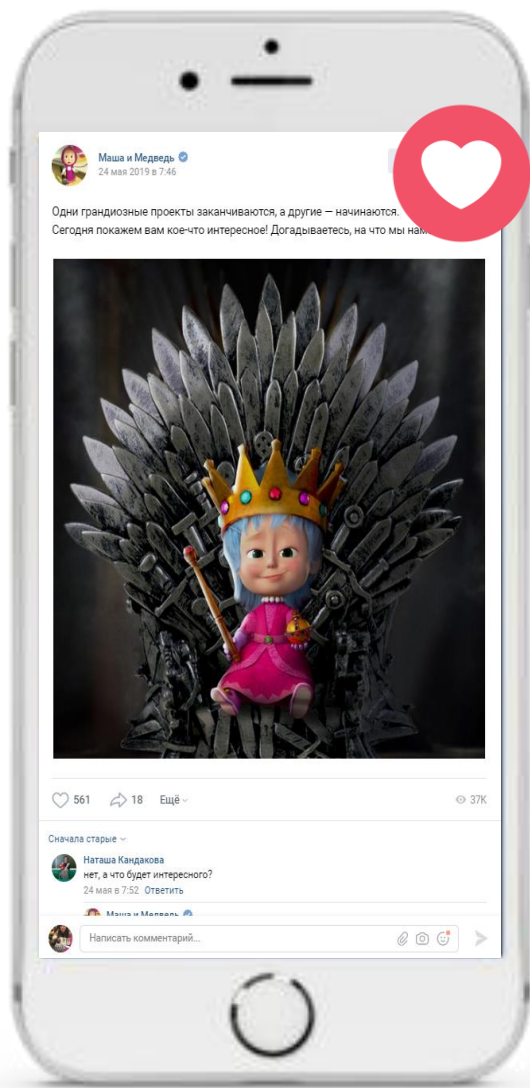 Маша и Медведь
24 мая 2019 в 7:46
Одни грандиозные проекты заканчиваются, а другие — начинаются.
Сегодня покажем вам кое-что интересное! Догадываетесь, на что мы
561 18 Ещё 37K
Сначала старые
Наташа Кандакова
нет, а что будет интересного?
24 мая в 7:52 Ответить
Маша и Медведь
Написать комментарий...